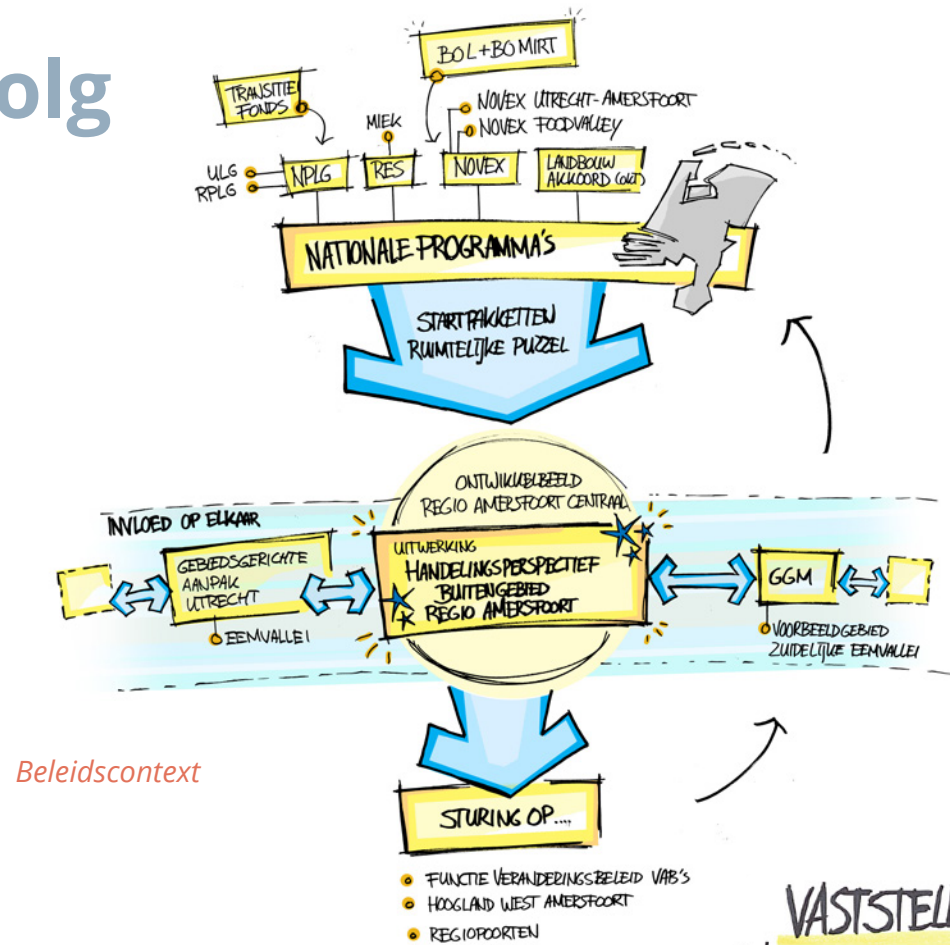 olg
BOL+BO MIRT
TRANSITIE
FONDS
NOVEX UTRECHT-AMERSFOORT
NOVEX FOODVALLEY
MIEK
ULG
RPLG
NPLG
RES
NOVEX
LANDBOUW
AKKOORD (OKT)
NATIONALE PROGRAMMA'S
STARTPAKKETTEN
RUIMTELIJKE PUZZEL
ONTWIKKELBEELD
REGIO AMERSFOORT CENTRAAL
INVLOED OP ELKAAR
GEBIEDSGERICHTE
AANPAK
UTRECHT
EEMVALLEI
UITWERKING
HANDELINGSPERSPECTIEF
BUITENGEBIED
REGIO AMERSFOORT
GGM
VOORBEELDGEBIED
ZUIDELIJKE EEMVALLEI
Beleidscontext
STURING OP....
FUNCTIE VERANDERINGSBELEID VAB'S
HOOGLAND WEST AMERSFOORT
REGIOPOORTEN
VASTSTEL